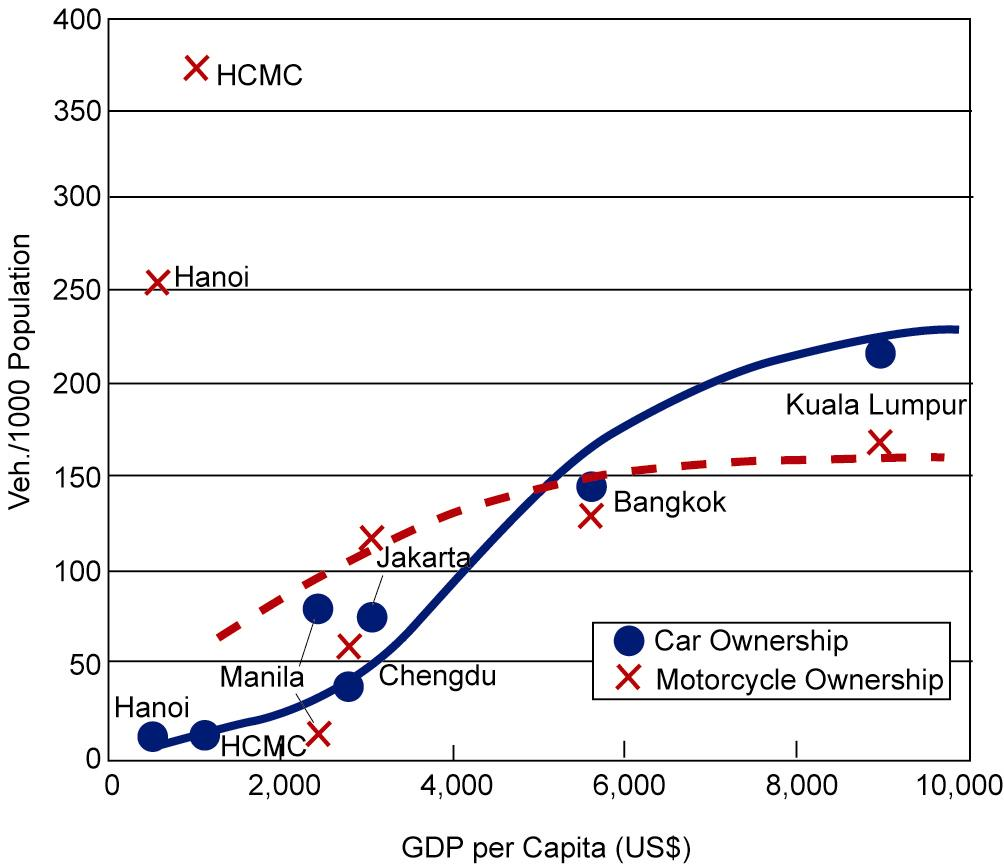 400
HCMC
350
300
Hanoi
250
200
Kuala Lumpur
150
Bangkok
Jakarta
100
Car Ownership
50
Manila
Chengdu
Motorcycle Ownership
Hanoi
HCMC
0
0 2,000 4,000 6,000 8,000 10,000
Veh./1000 Population
GDP per Capita (US$)